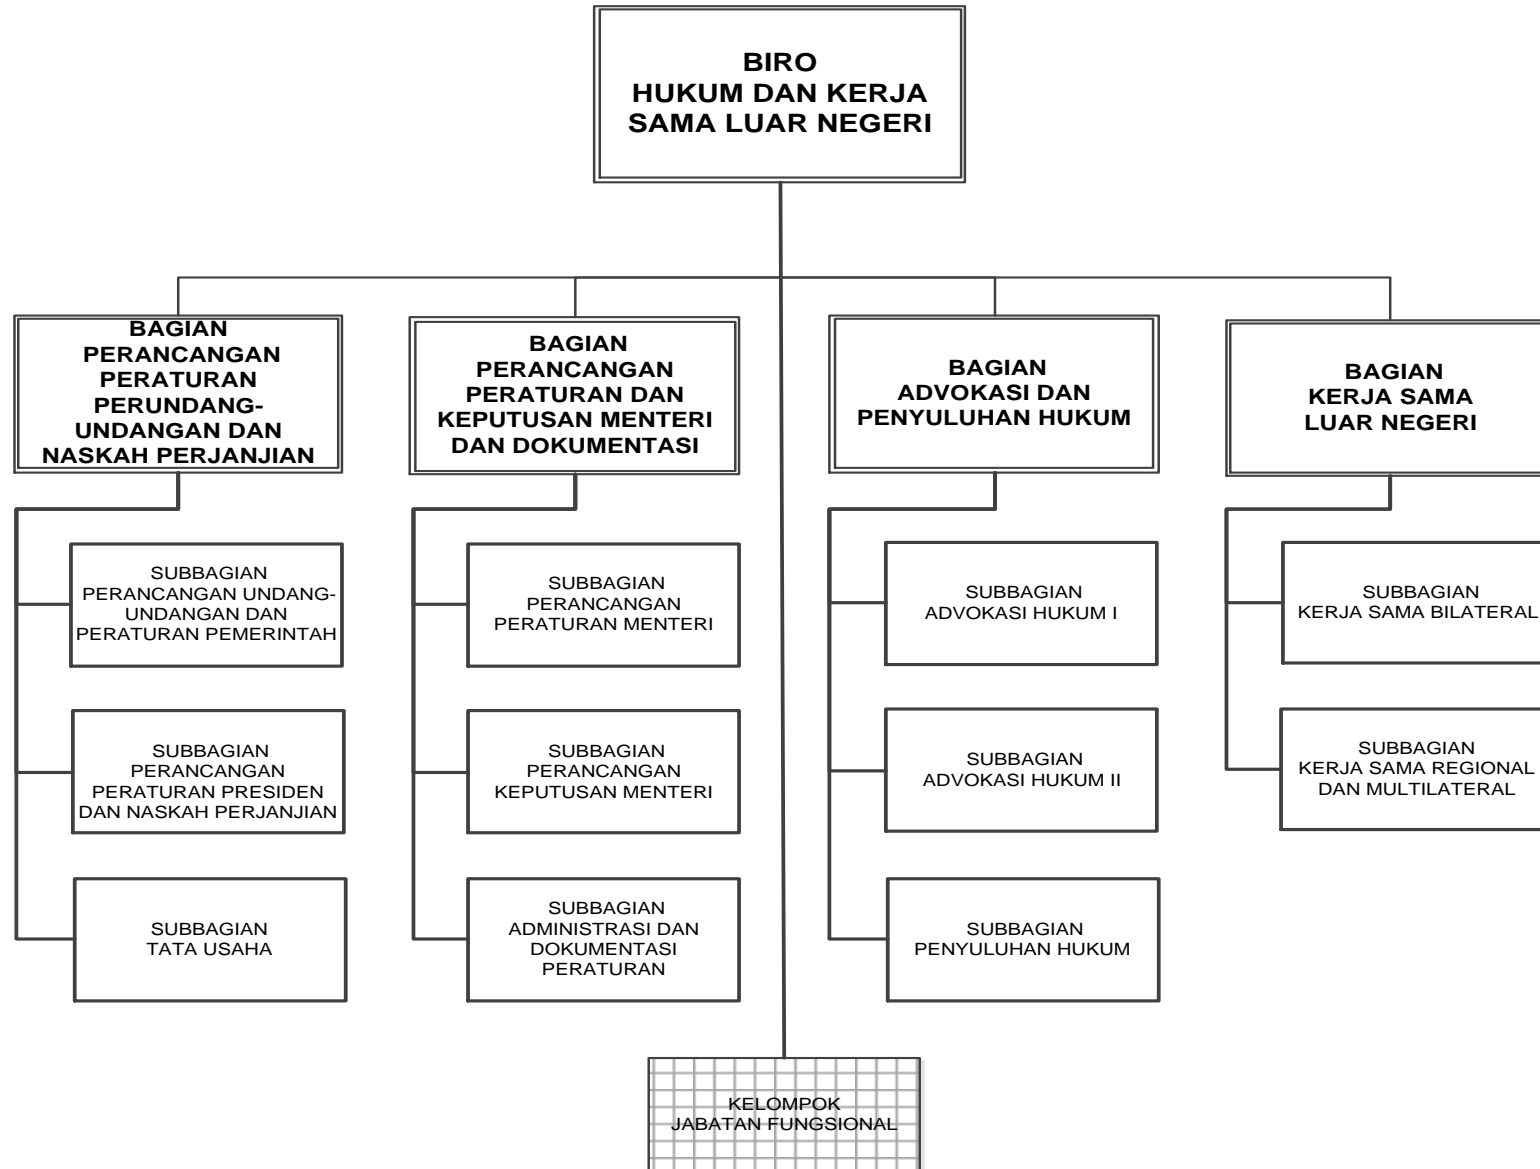 BIRO
HUKUM DAN KERJA
SAMA LUAR NEGERI
BAGIAN
PERANCANGAN
PERATURAN
PERUNDANG-
UNDANGAN DAN
NASKAH PERJANJIAN
SUBBAGIAN
PERANCANGAN UNDANG-
UNDANGAN DAN
PERATURAN PEMERINTAH
SUBBAGIAN
PERANCANGAN
PERATURAN PRESIDEN
DAN NASKAH PERJANJIAN
SUBBAGIAN
TATA USAHA
BAGIAN
PERANCANGAN
PERATURAN DAN
KEPUTUSAN MENTERI
DAN DOKUMENTASI
SUBBAGIAN
PERANCANGAN
PERATURAN MENTERI
SUBBAGIAN
PERANCANGAN
KEPUTUSAN MENTERI
SUBBAGIAN
ADMINISTRASI DAN
DOKUMENTASI
PERATURAN
BAGIAN
ADVOKASI DAN
PENYULUHAN HUKUM
SUBBAGIAN
ADVOKASI HUKUM I
SUBBAGIAN
ADVOKASI HUKUM II
SUBBAGIAN
PENYULUHAN HUKUM
BAGIAN
KERJA SAMA
LUAR NEGERI
SUBBAGIAN
KERJA SAMA BILATERAL
SUBBAGIAN
KERJA SAMA REGIONAL
DAN MULTILATERAL
KELOMPOK
JABATAN FUNGSIONAL